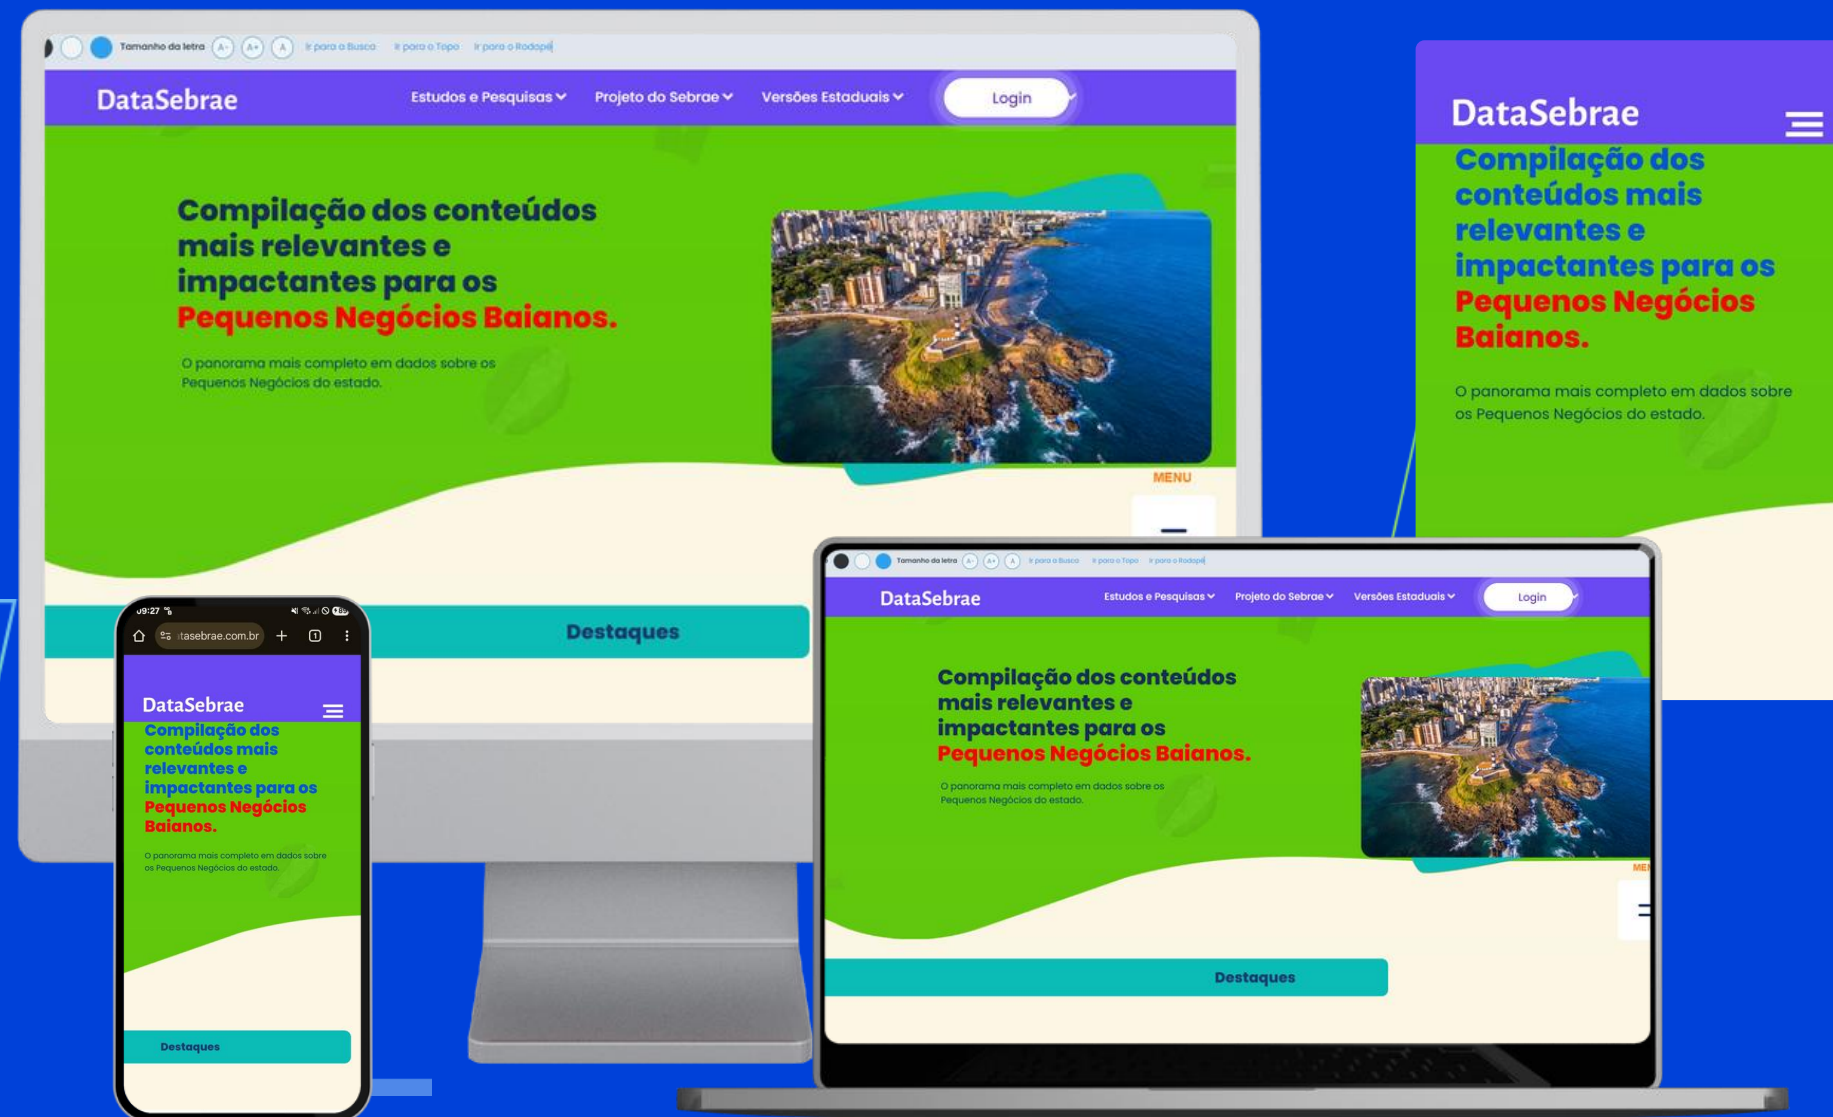 Tamanho da letra A- A+ A Ir para a Busca Ir para o Topo Ir para o Rodapé
DataSebrae Estudos e Pesquisas Projeto do Sebrae Versões Estaduais Login
Compilação dos conteúdos
mais relevantes e
impactantes para os
Pequenos Negócios Baianos.
O panorama mais completo em dados sobre os
Pequenos Negócios do estado.
MENU
Destaques
DataSebrae
Compilação dos
conteúdos mais
relevantes e
impactantes para os
Pequenos Negócios
Baianos.
O panorama mais completo em dados sobre
os Pequenos Negócios do estado.
09:27
tasebrae.com.br + 1
DataSebrae
Compilação dos
conteúdos mais
relevantes e
impactantes para os
Pequenos Negócios
Baianos.
O panorama mais completo em dados sobre
os Pequenos Negócios do estado.
Destaques
Tamanho da letra A- A+ A Ir para a Busca Ir para o Topo Ir para o Rodapé
DataSebrae Estudos e Pesquisas Projeto do Sebrae Versões Estaduais Login
Compilação dos conteúdos
mais relevantes e
impactantes para os
Pequenos Negócios Baianos.
O panorama mais completo em dados sobre os
Pequenos Negócios do estado.
ME
Destaques